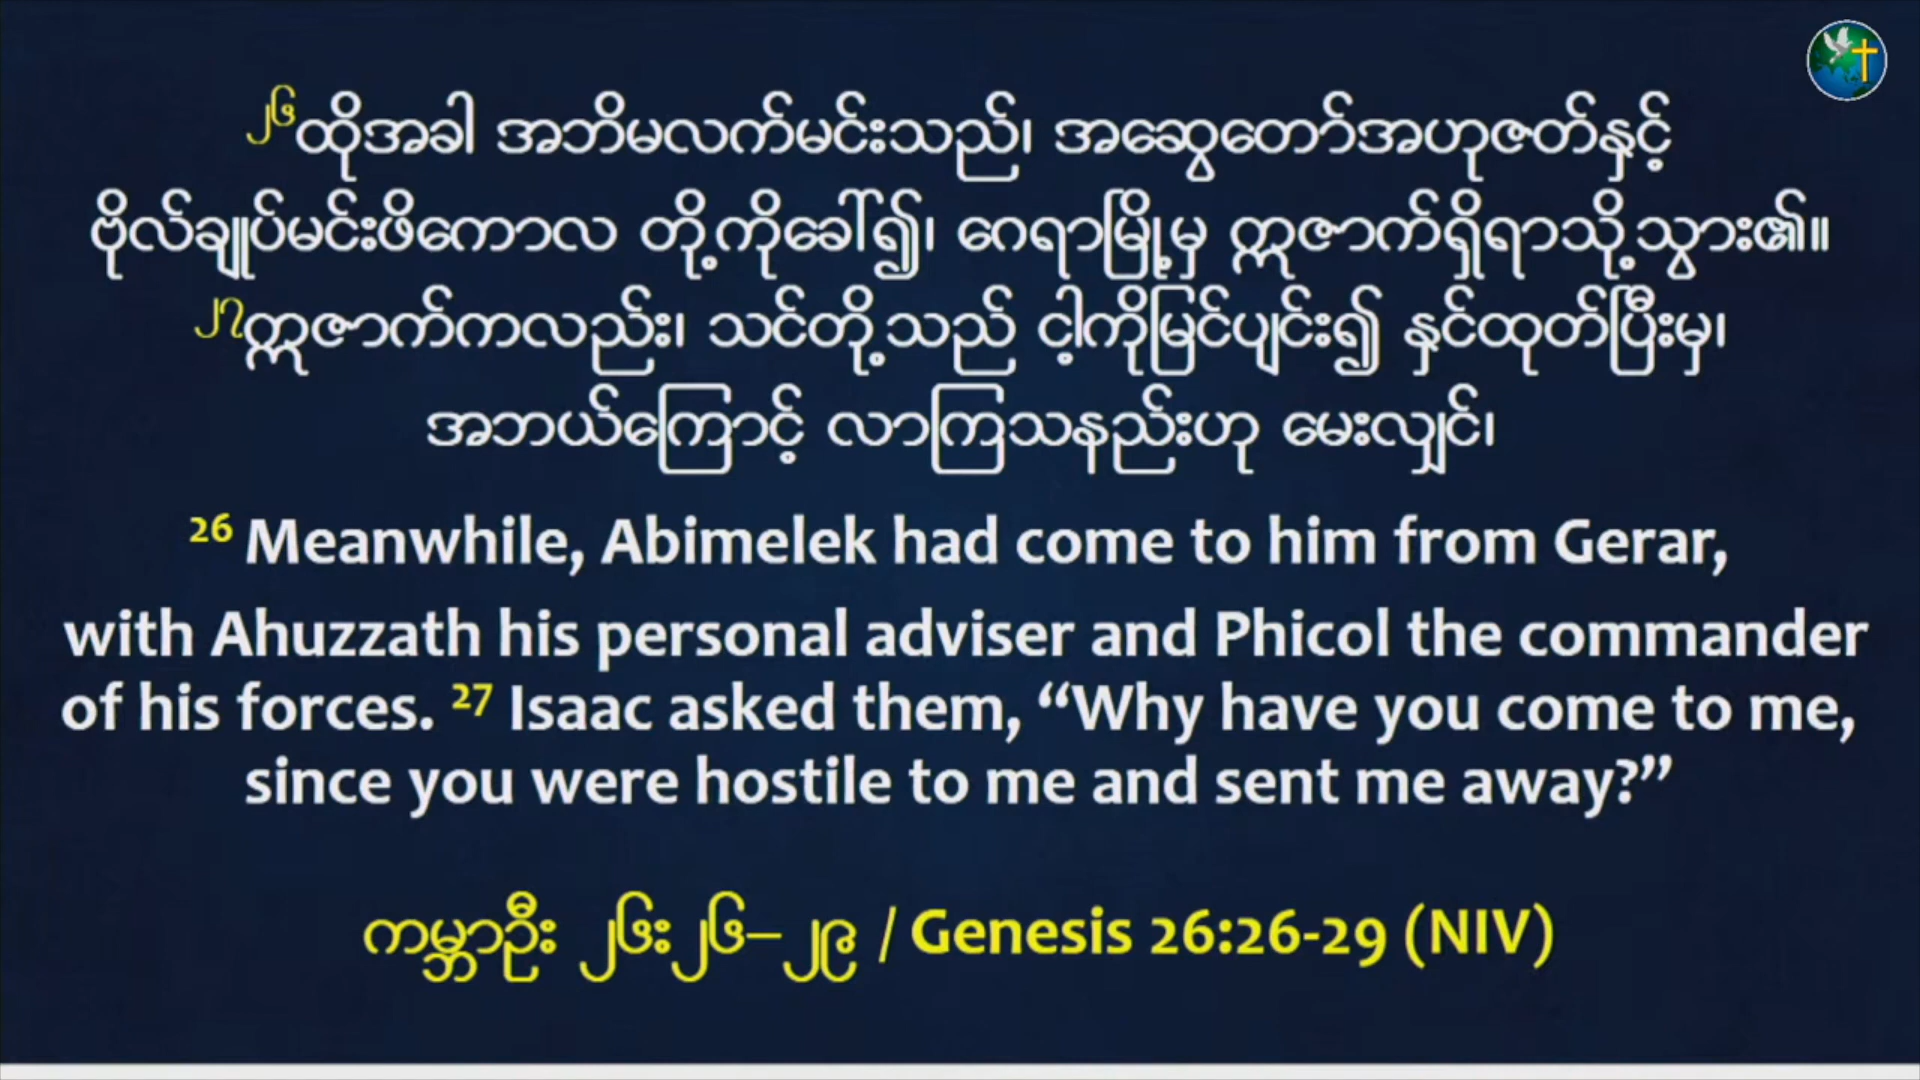 ၂၆ထိုအခါ အဘိမလက်မင်းသည်၊ အဆွေတော်အဟုဇတ်နှင့်
ဗိုလ်ချုပ်မင်းဖိကောလ တို့ကိုခေါ်၍၊ ဂေရာမြို့မှ ဣဇာက်ရှိရာသို့သွား၏။
၂၇ဣဇာက်ကလည်း၊ သင်တို့သည် ငါ့ကိုမြင်ပျင်း၍ နှင်ထုတ်ပြီးမှ၊
အဘယ်ကြောင့် လာကြသနည်းဟု မေးလျှင်၊
26 Meanwhile, Abimelek had come to him from Gerar,
with Ahuzzath his personal adviser and Phicol the commander
of his forces. 27 Isaac asked them, “Why have you come to me,
since you were hostile to me and sent me away?”
ကမ္ဘာဦး ၂၆း၂၆–၂၉ / Genesis 26:26-29 (NIV)